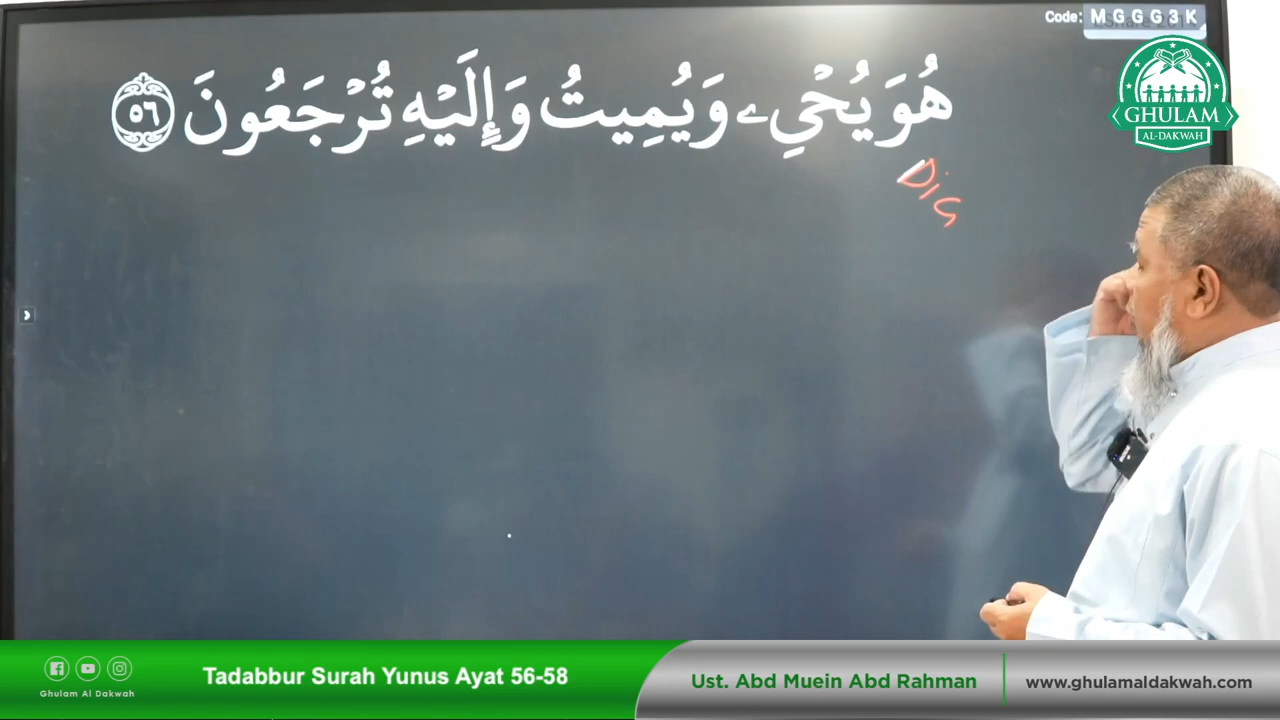 Code: MGGG3K
هُوَ يُحْيِۦ وَيُمِيتُ وَإِلَيْهِ تُرْجَعُونَ ٥٦
GHULAM
AL-DAKWAH
Ghulam Al Dakwah
Tadabbur Surah Yunus Ayat 56-58
Ust. Abd Muein Abd Rahman
www.ghulamaldakwah.com